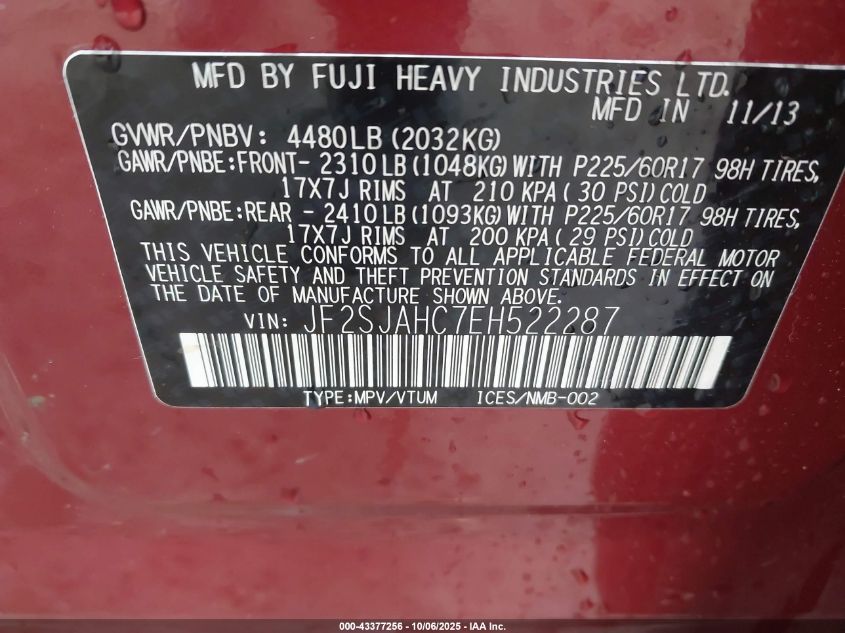 MFD BY FUJI HEAVY INDUSTRIES LTD.
MFD IN 11/13
GVWR/PNBV: 4480LB (2032KG)
GAWR/PNBE:FRONT- 2310LB (1048KG) WITH P225/60R17 98H TIRES,
17X7J RIMS AT 210 KPA ( 30 PSI) COLD
GAWR/PNBE:REAR - 2410LB (1093KG) WITH P225/60R17 98H TIRES,
17X7J RIMS AT 200 KPA ( 29 PSI) COLD
THIS VEHICLE CONFORMS TO ALL APPLICABLE FEDERAL MOTOR
VEHICLE SAFETY AND THEFT PREVENTION STANDARDS IN EFFECT ON
THE DATE OF MANUFACTURE SHOWN ABOVE.
VIN: JF2SJAHC7EH522287
TYPE:MPV/VTUM ICES/NMB-002
000-43377256 - 10/06/2025 - IAA Inc.